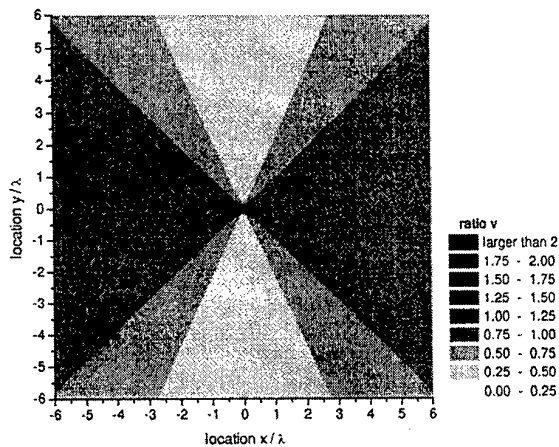 6
5
4
3
2
1
0
-1
-2
-3
-4
-5
-6
location y / λ
-6 -5 -4 -3 -2 -1 0 1 2 3 4 5 6
location x / λ
ratio v
larger than 2
1.75 - 2.00
1.50 - 1.75
1.25 - 1.50
1.00 - 1.25
0.75 - 1.00
0.50 - 0.75
0.25 - 0.50
0.00 - 0.25